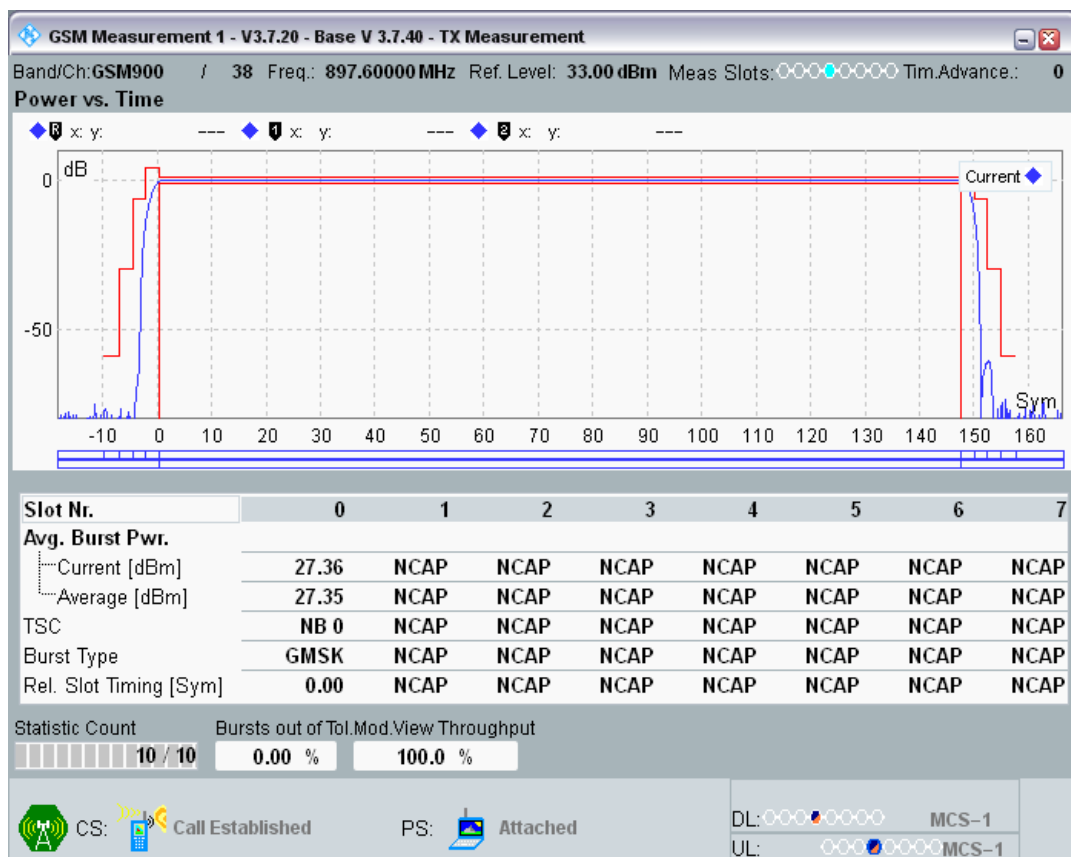 GSM Measurement 1 - V3.7.20 - Base V 3.7.40 - TX Measurement
Band/Ch:GSM900 / 38 Freq.: 897.60000 MHz Ref. Level: 33.00 dBm Meas Slots: Tim.Advance.: 0
Power vs. Time
R x: y: --- 1 x: y: --- 2 x: y: ---
dB
0
Current
-50
Sym
-10 0 10 20 30 40 50 60 70 80 90 100 110 120 130 140 150 160
Slot Nr. 0 1 2 3 4 5 6 7
Avg. Burst Pwr.
Current [dBm] 27.36 NCAP NCAP NCAP NCAP NCAP NCAP NCAP
Average [dBm] 27.35 NCAP NCAP NCAP NCAP NCAP NCAP NCAP
TSC NB 0 NCAP NCAP NCAP NCAP NCAP NCAP NCAP
Burst Type GMSK NCAP NCAP NCAP NCAP NCAP NCAP NCAP
Rel. Slot Timing [Sym] 0.00 NCAP NCAP NCAP NCAP NCAP NCAP NCAP
Statistic Count Bursts out of Tol.Mod.View Throughput
10 / 10 0.00 % 100.0 %
CS: Call Established PS: Attached DL: MCS-1
UL: MCS-1